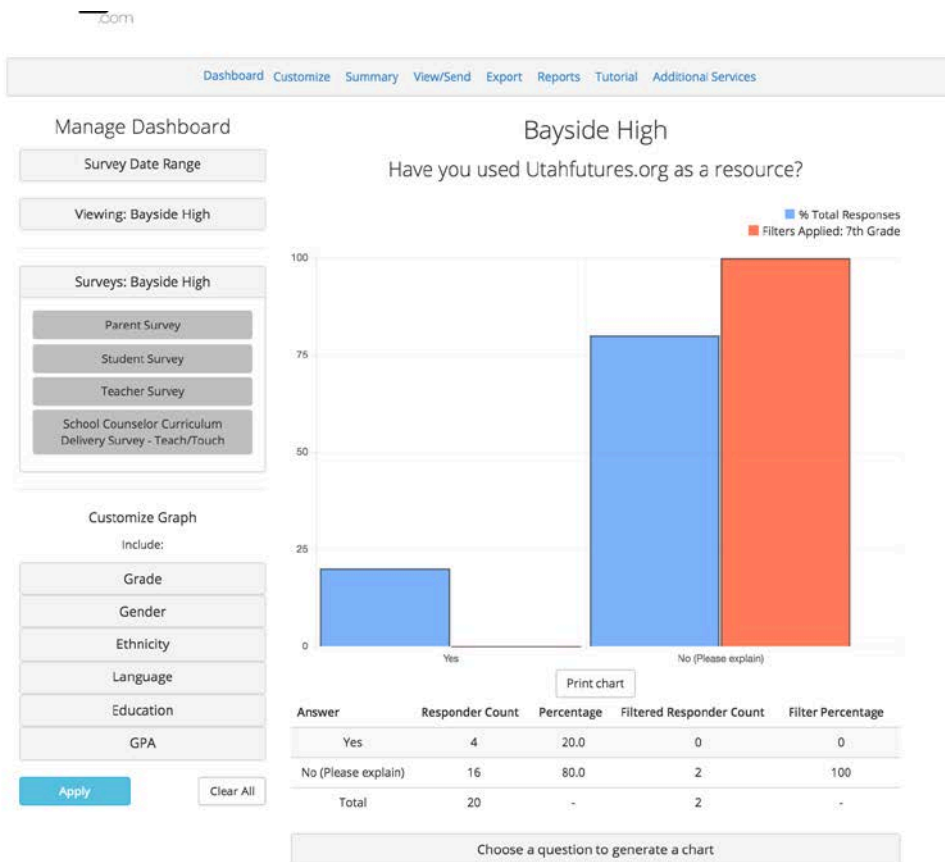 .com
Dashboard Customize Summary View/Send Export Reports Tutorial Additional Services
Manage Dashboard
Survey Date Range
Viewing: Bayside High
Surveys: Bayside High
Parent Survey
Student Survey
Teacher Survey
School Counselor Curriculum
Delivery Survey - Teach/Touch
Customize Graph
Include:
Grade
Gender
Ethnicity
Language
Education
GPA
Apply
Clear All
Bayside High
Have you used Utahfutures.org as a resource?
% Total Responses
Filters Applied: 7th Grade
100
75
50
25
0
Yes
No (Please explain)
Print chart
Answer Responder Count Percentage Filtered Responder Count Filter Percentage
Yes 4 20.0 0 0
No (Please explain) 16 80.0 2 100
Total 20 - 2 -
Choose a question to generate a chart